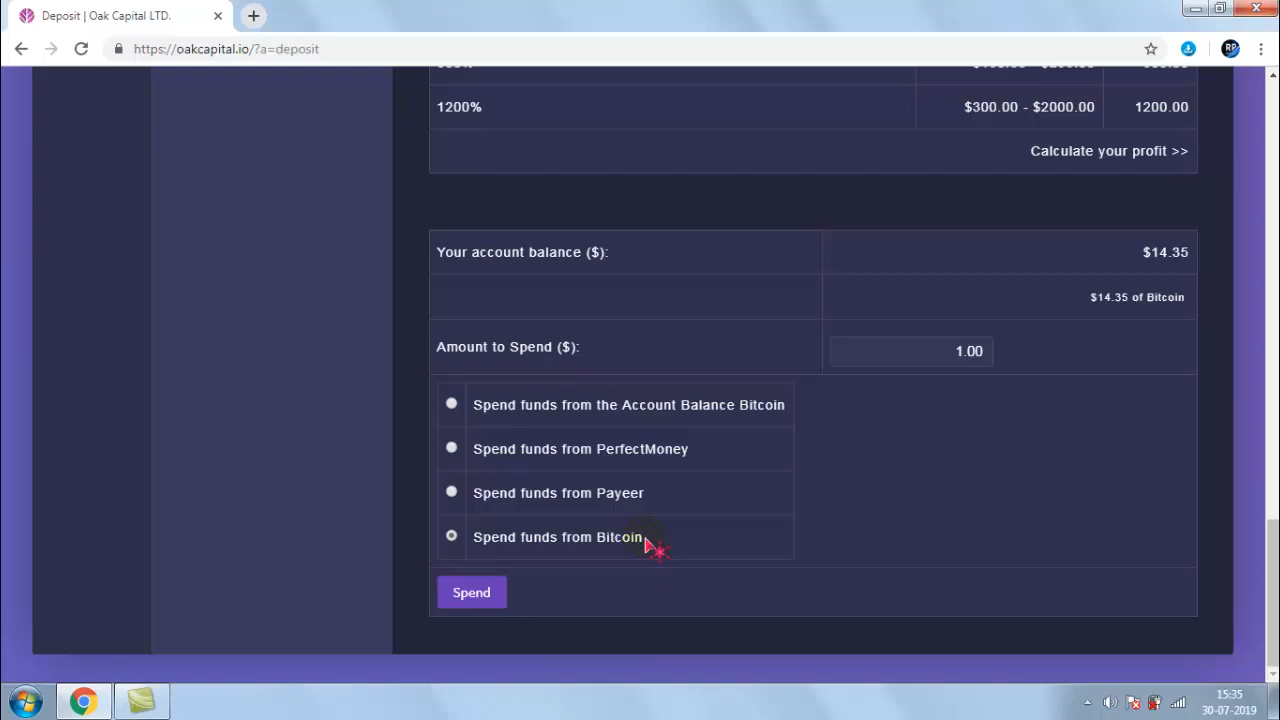 Deposit | Oak Capital LTD.
https://oakcapital.io/?a=deposit
RP
1200% $300.00 - $2000.00 1200.00
Calculate your profit >>
Your account balance ($): $14.35
$14.35 of Bitcoin
Amount to Spend ($): 1.00
Spend funds from the Account Balance Bitcoin
Spend funds from PerfectMoney
Spend funds from Payeer
Spend funds from Bitcoin
Spend
15:35
30-07-2019